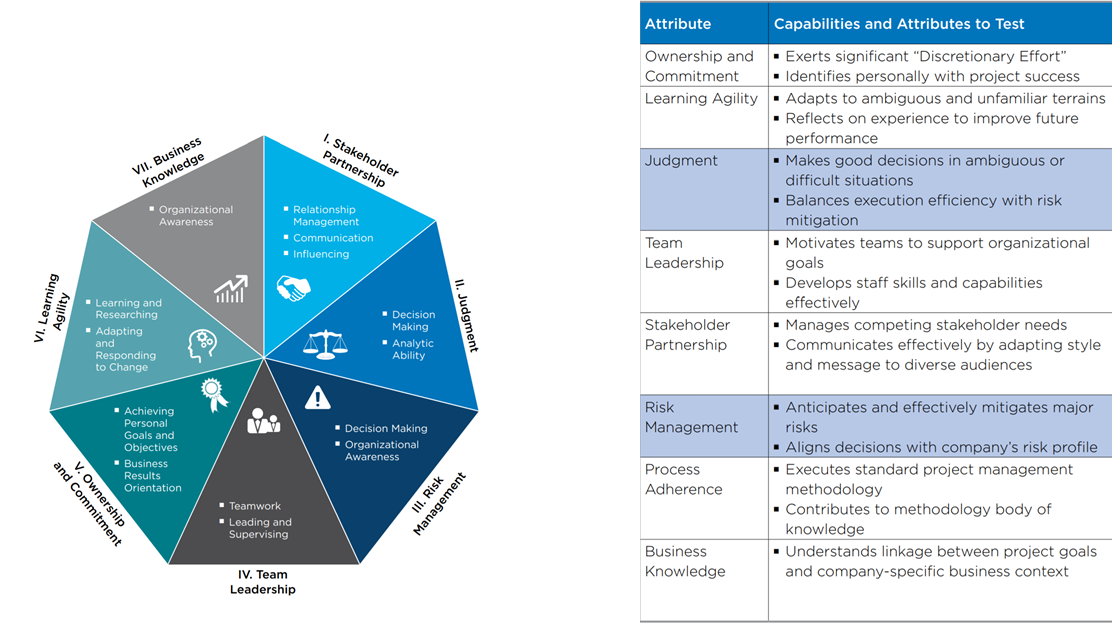 I. Stakeholder
Partnership
Relationship
Management
Communication
Influencing
II. Judgment
Decision
Making
Analytic
Ability
III. Risk
Management
Decision Making
Organizational
Awareness
IV. Team
Leadership
Teamwork
Leading and
Supervising
V. Ownership
and Commitment
Achieving
Personal
Goals and
Objectives
Business
Results
Orientation
VI. Learning
Agility
Learning and
Researching
Adapting
and
Responding
to Change
VII. Business
Knowledge
Organizational
Awareness
Attribute
Capabilities and Attributes to Test
Ownership and
Commitment
Exerts significant “Discretionary Effort”
Identifies personally with project success
Learning Agility
Adapts to ambiguous and unfamiliar terrains
Reflects on experience to improve future
performance
Judgment
Makes good decisions in ambiguous or
difficult situations
Balances execution efficiency with risk
mitigation
Team
Leadership
Motivates teams to support organizational
goals
Develops staff skills and capabilities
effectively
Stakeholder
Partnership
Manages competing stakeholder needs
Communicates effectively by adapting style
and message to diverse audiences
Risk
Management
Anticipates and effectively mitigates major
risks
Aligns decisions with company’s risk profile
Process
Adherence
Executes standard project management
methodology
Contributes to methodology body of
knowledge
Business
Knowledge
Understands linkage between project goals
and company-specific business context